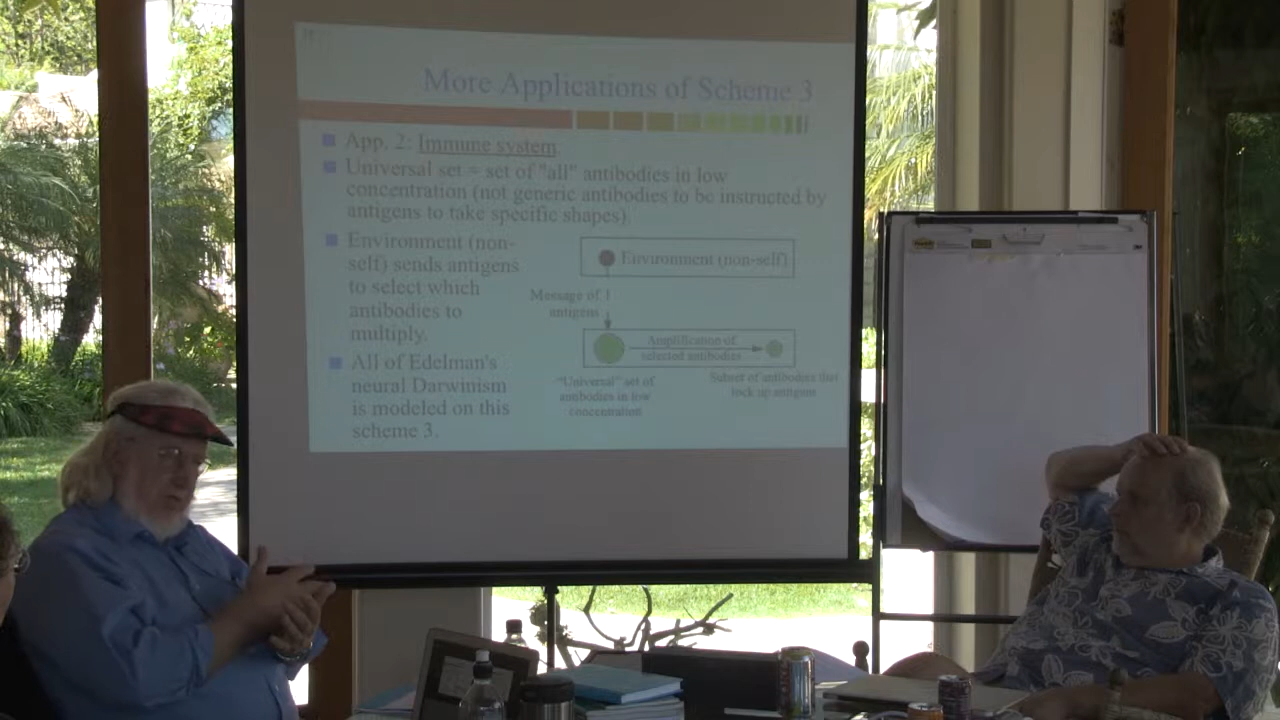 More Applications of Scheme 3
App. 2: Immune system
Universal set = set of "all" antibodies in low
concentration (not generic antibodies to be instructed by
antigens to take specific shapes).
Environment (non-
self) sends antigens
to select which
antibodies to
multiply.
All of Edelman's
neural Darwinism
is modeled on this
scheme 3.
Environment (non-self)
Message of 1
antigens
Amplification of
selected antibodies
"Universal" set of
antibodies in low
concentration
Subset of antibodies that
lock up antigens